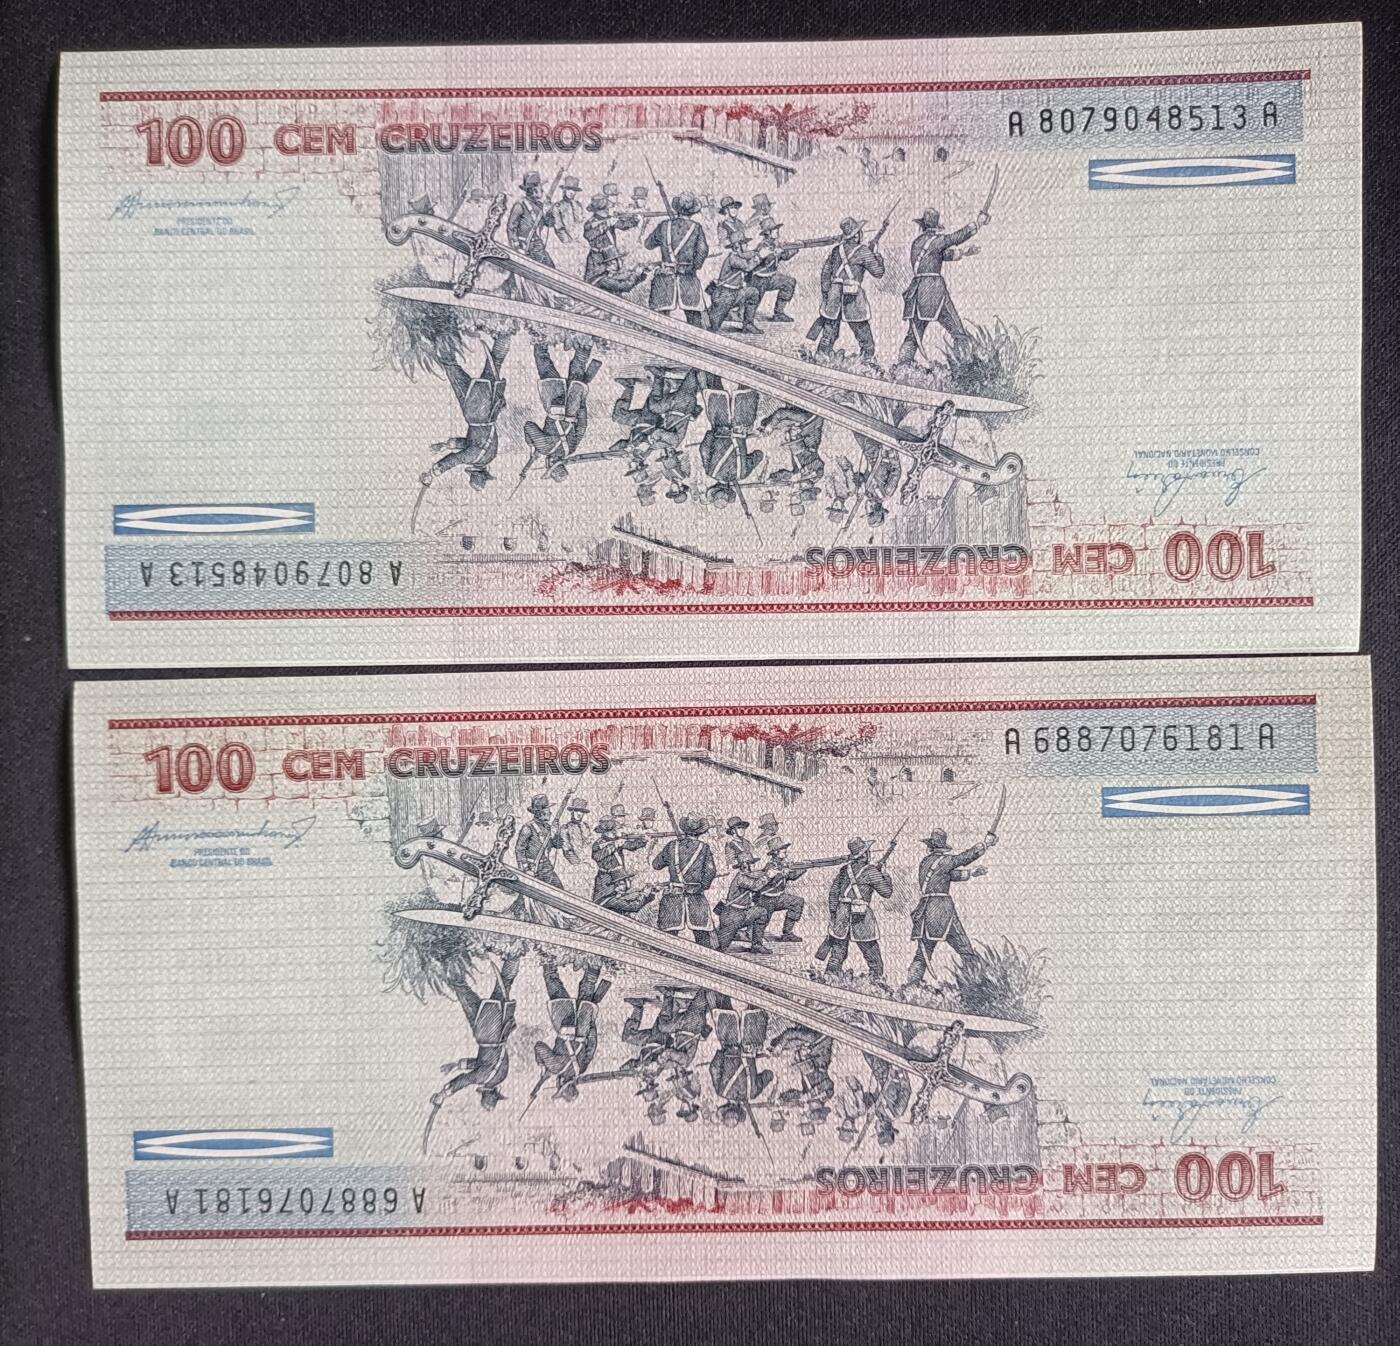 100 CEM CRUZEIROS
A 8079048513 A
PRESIDENTE DO
BANCO CENTRAL DO BRASIL
CONSELHO MONETÁRIO NACIONAL
PRESIDENTE DO
A 8079048513 A
100 CEM CRUZEIROS
100 CEM CRUZEIROS
A 6887076181 A
PRESIDENTE DO
BANCO CENTRAL DO BRASIL
CONSELHO MONETÁRIO NACIONAL
PRESIDENTE DO
A 6887076181 A
100 CEM CRUZEIROS